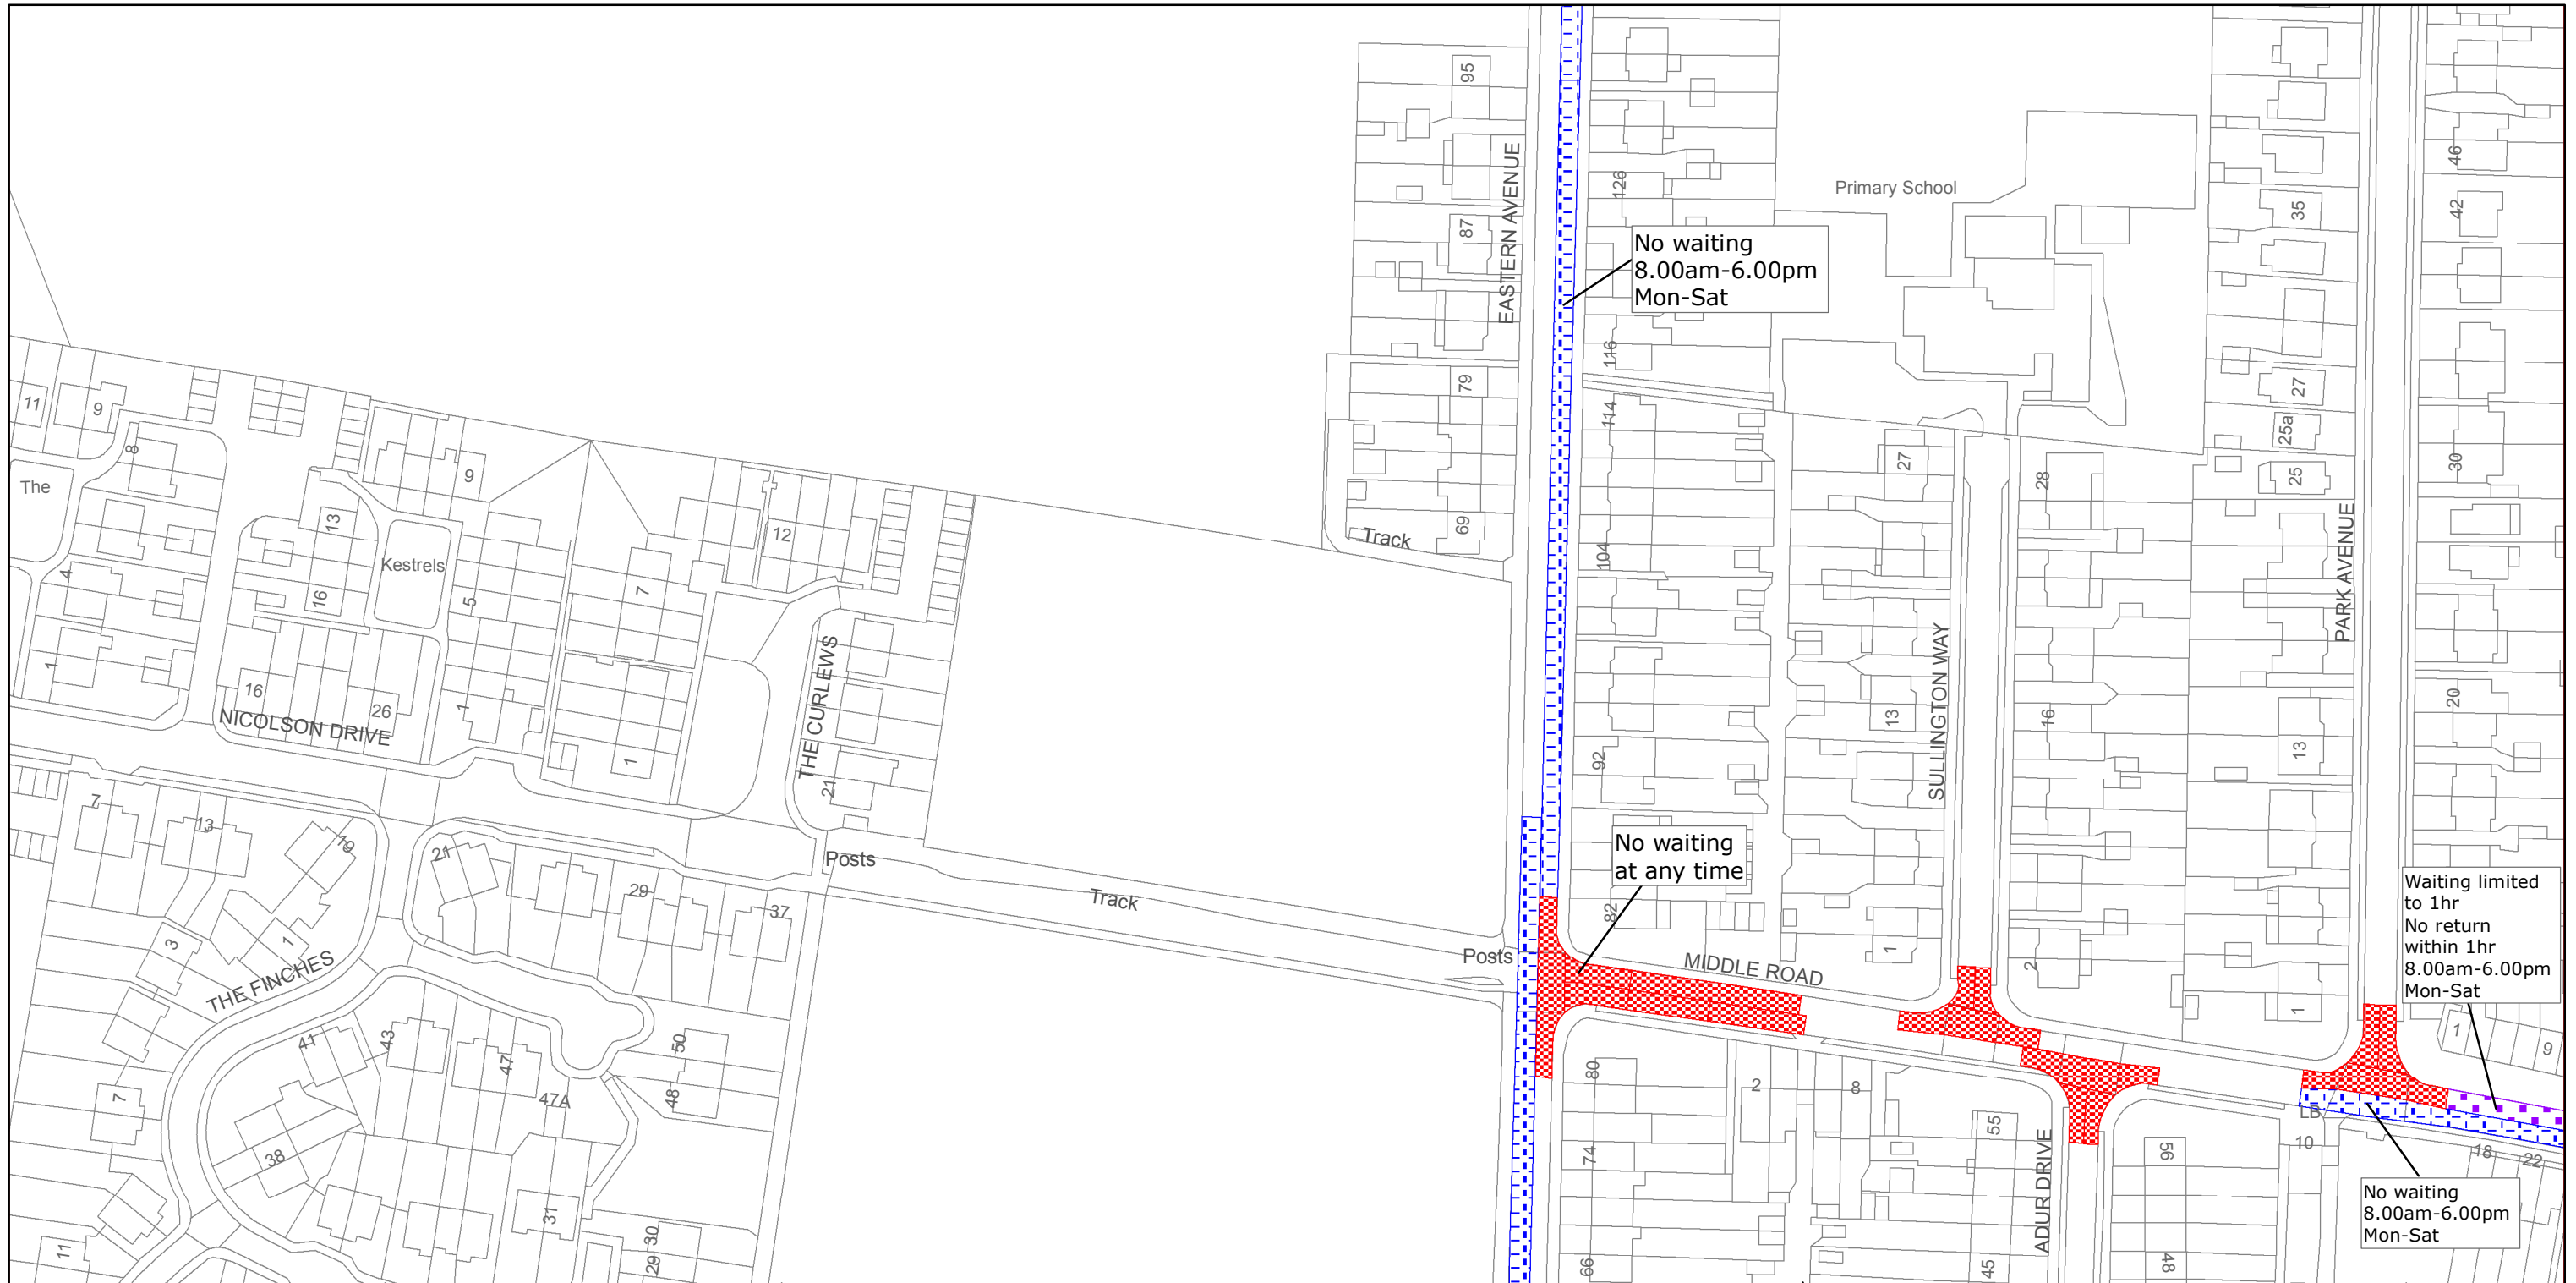 95
EASTERN AVENUE
126
Primary School
46
35
42
87
No waiting
8.00am-6.00pm
Mon-Sat
116
79
27
11
9
8
114
25a
9
27
30
25
The
28
13
12
69
Track
104
Kestrels
4
16
5
7
PARK AVENUE
1
THE CURLEWS
SULLINGTON WAY
16
26
1
13
16
20
NICOLSON DRIVE
13
1
92
21
7
13
19
21
Posts
No waiting
at any time
29
Track
37
82
Waiting limited
to 1hr
No return
within 1hr
8.00am-6.00pm
Mon-Sat
3
1
THE FINCHES
Posts
MIDDLE ROAD
1
2
1
1
9
41
43
47
50
80
2
8
7
47A
48
LB
55
10
56
18
22
38
74
ADUR DRIVE
No waiting
8.00am-6.00pm
Mon-Sat
31
11
30
29
66
45
48